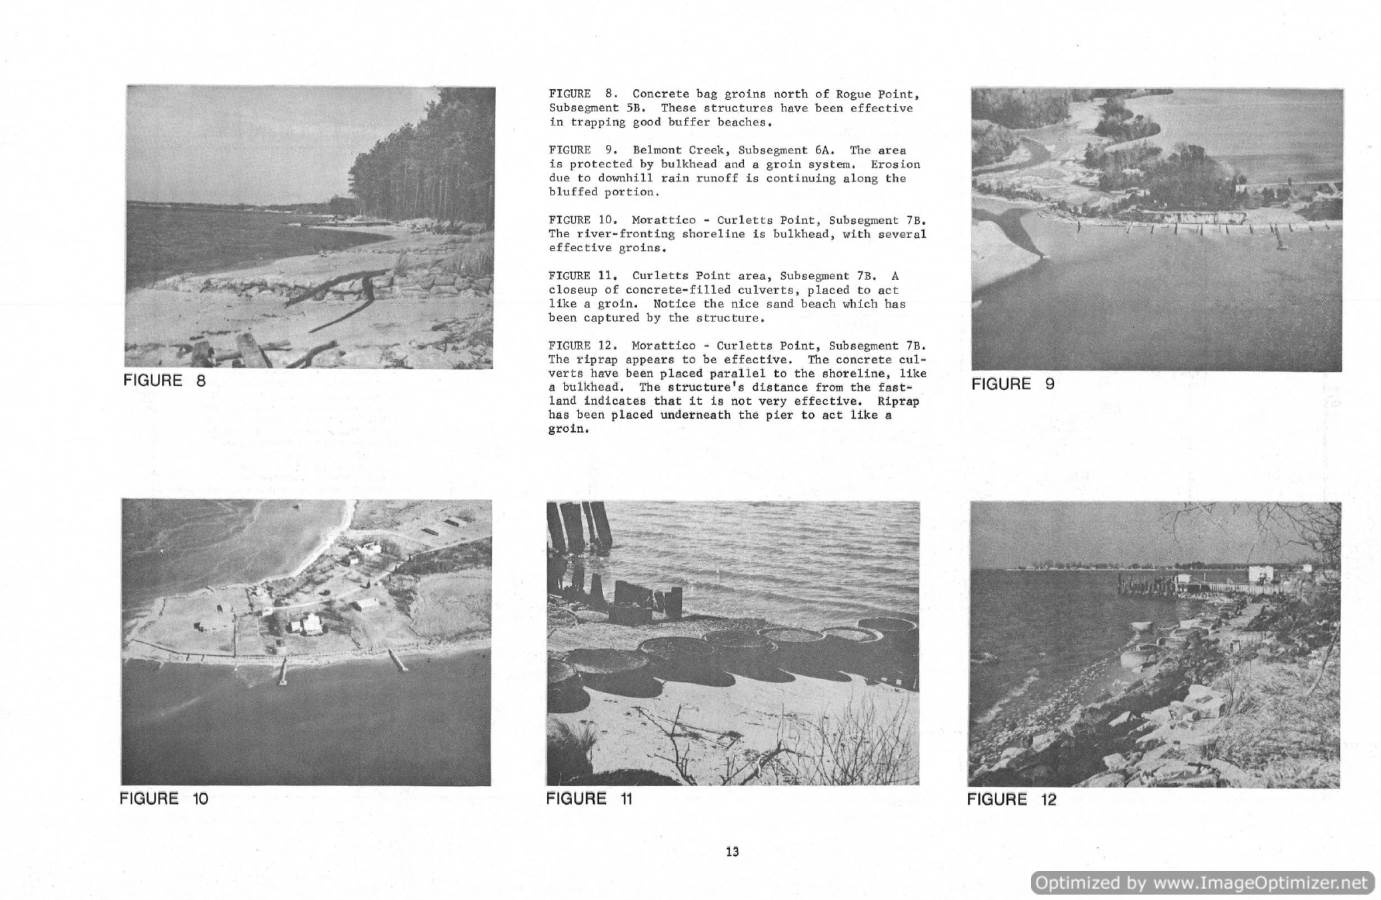 FIGURE 8. Concrete bag groins north of Rogue Point,
Subsegment 5B. These structures have been effective
in trapping good buffer beaches.
FIGURE 9. Belmont Creek, Subsegment 6A. The area
is protected by bulkhead and a groin system. Erosion
due to downhill rain runoff is continuing along the
bluffed portion.
FIGURE 10. Morattico - Curletts Point, Subsegment 7B.
The river-fronting shoreline is bulkhead, with several
effective groins.
FIGURE 11. Curletts Point area, Subsegment 7B. A
closeup of concrete-filled culverts, placed to act
like a groin. Notice the nice sand beach which has
been captured by the structure.
FIGURE 12. Morattico - Curletts Point, Subsegment 7B.
The riprap appears to be effective. The concrete cul-
verts have been placed parallel to the shoreline, like
a bulkhead. The structure's distance from the fast-
land indicates that it is not very effective. Riprap
has been placed underneath the pier to act like a
groin.
FIGURE 8
FIGURE 9
FIGURE 10
FIGURE 11
FIGURE 12
13
Optimized by www.ImageOptimizer.net